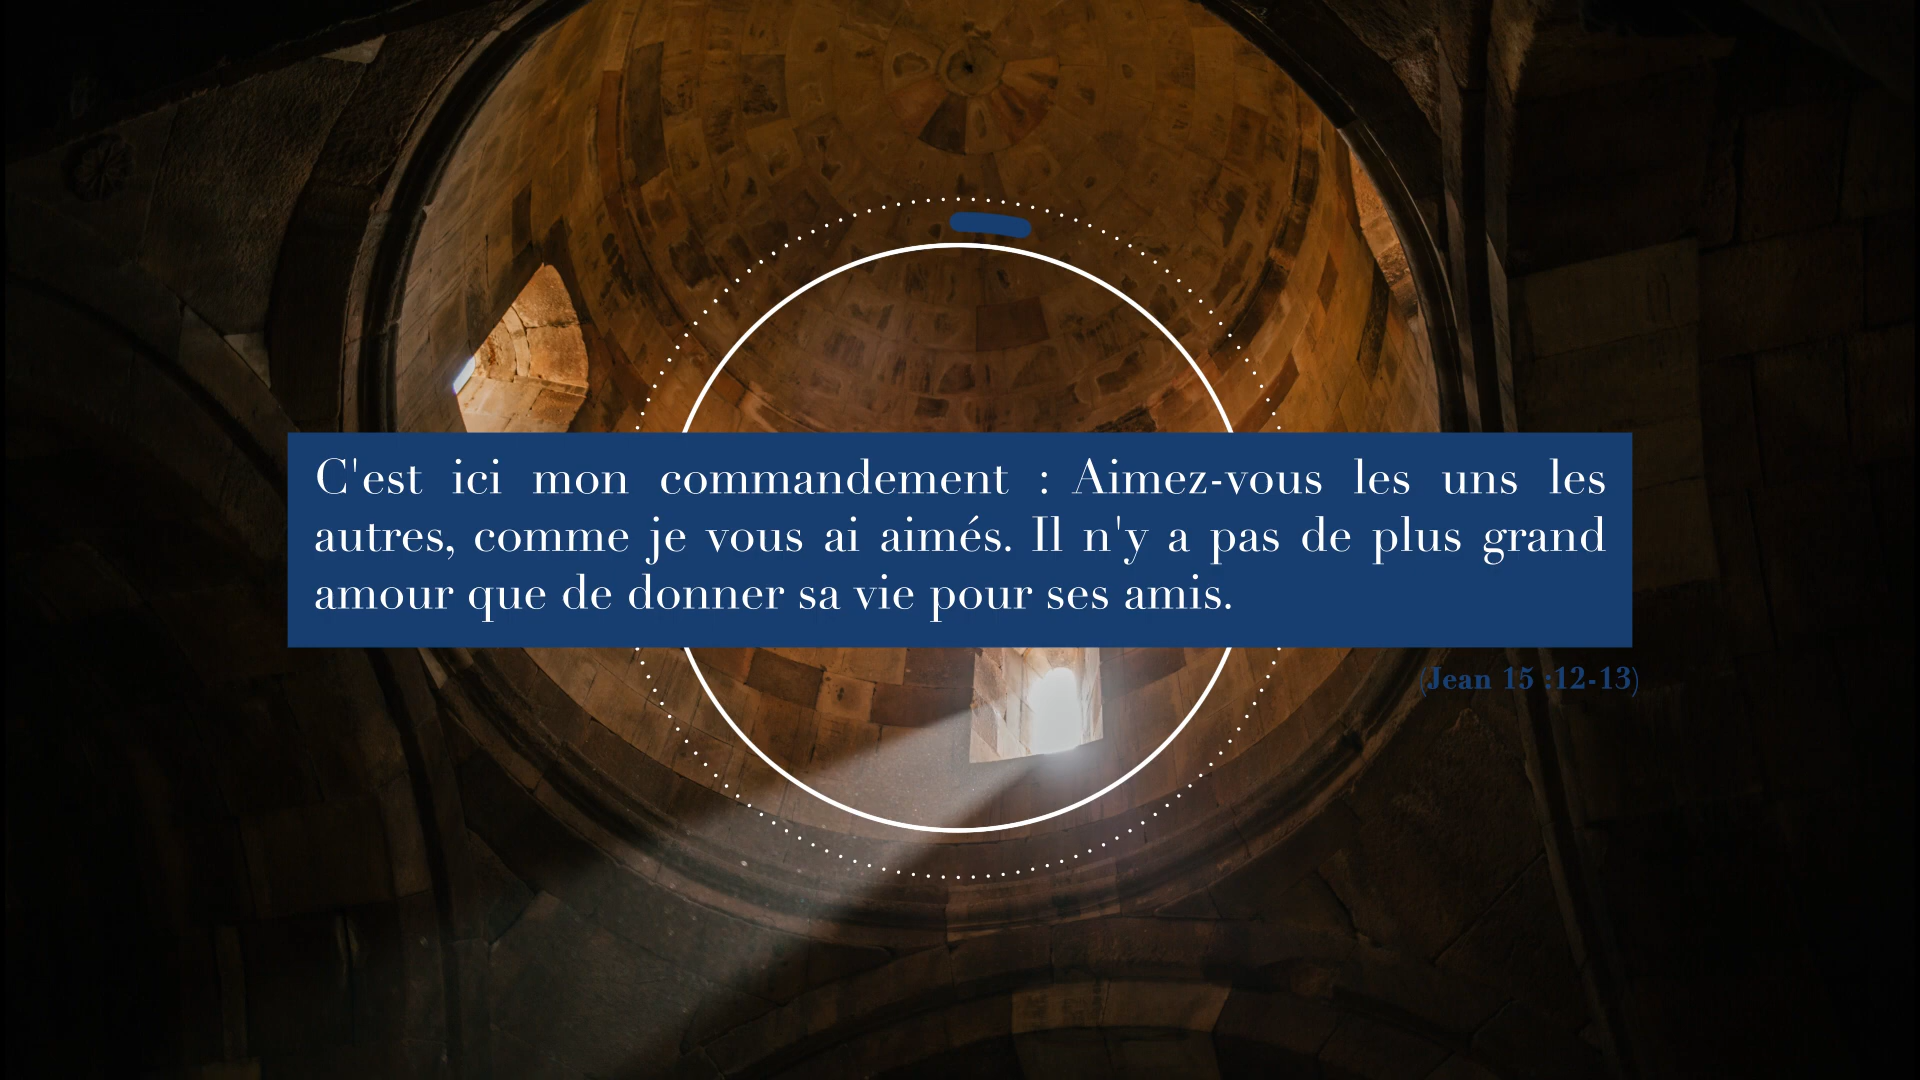 C'est ici mon commandement : Aimez-vous les uns les
autres, comme je vous ai aimés. Il n'y a pas de plus grand
amour que de donner sa vie pour ses amis.
(Jean 15 :12-13)